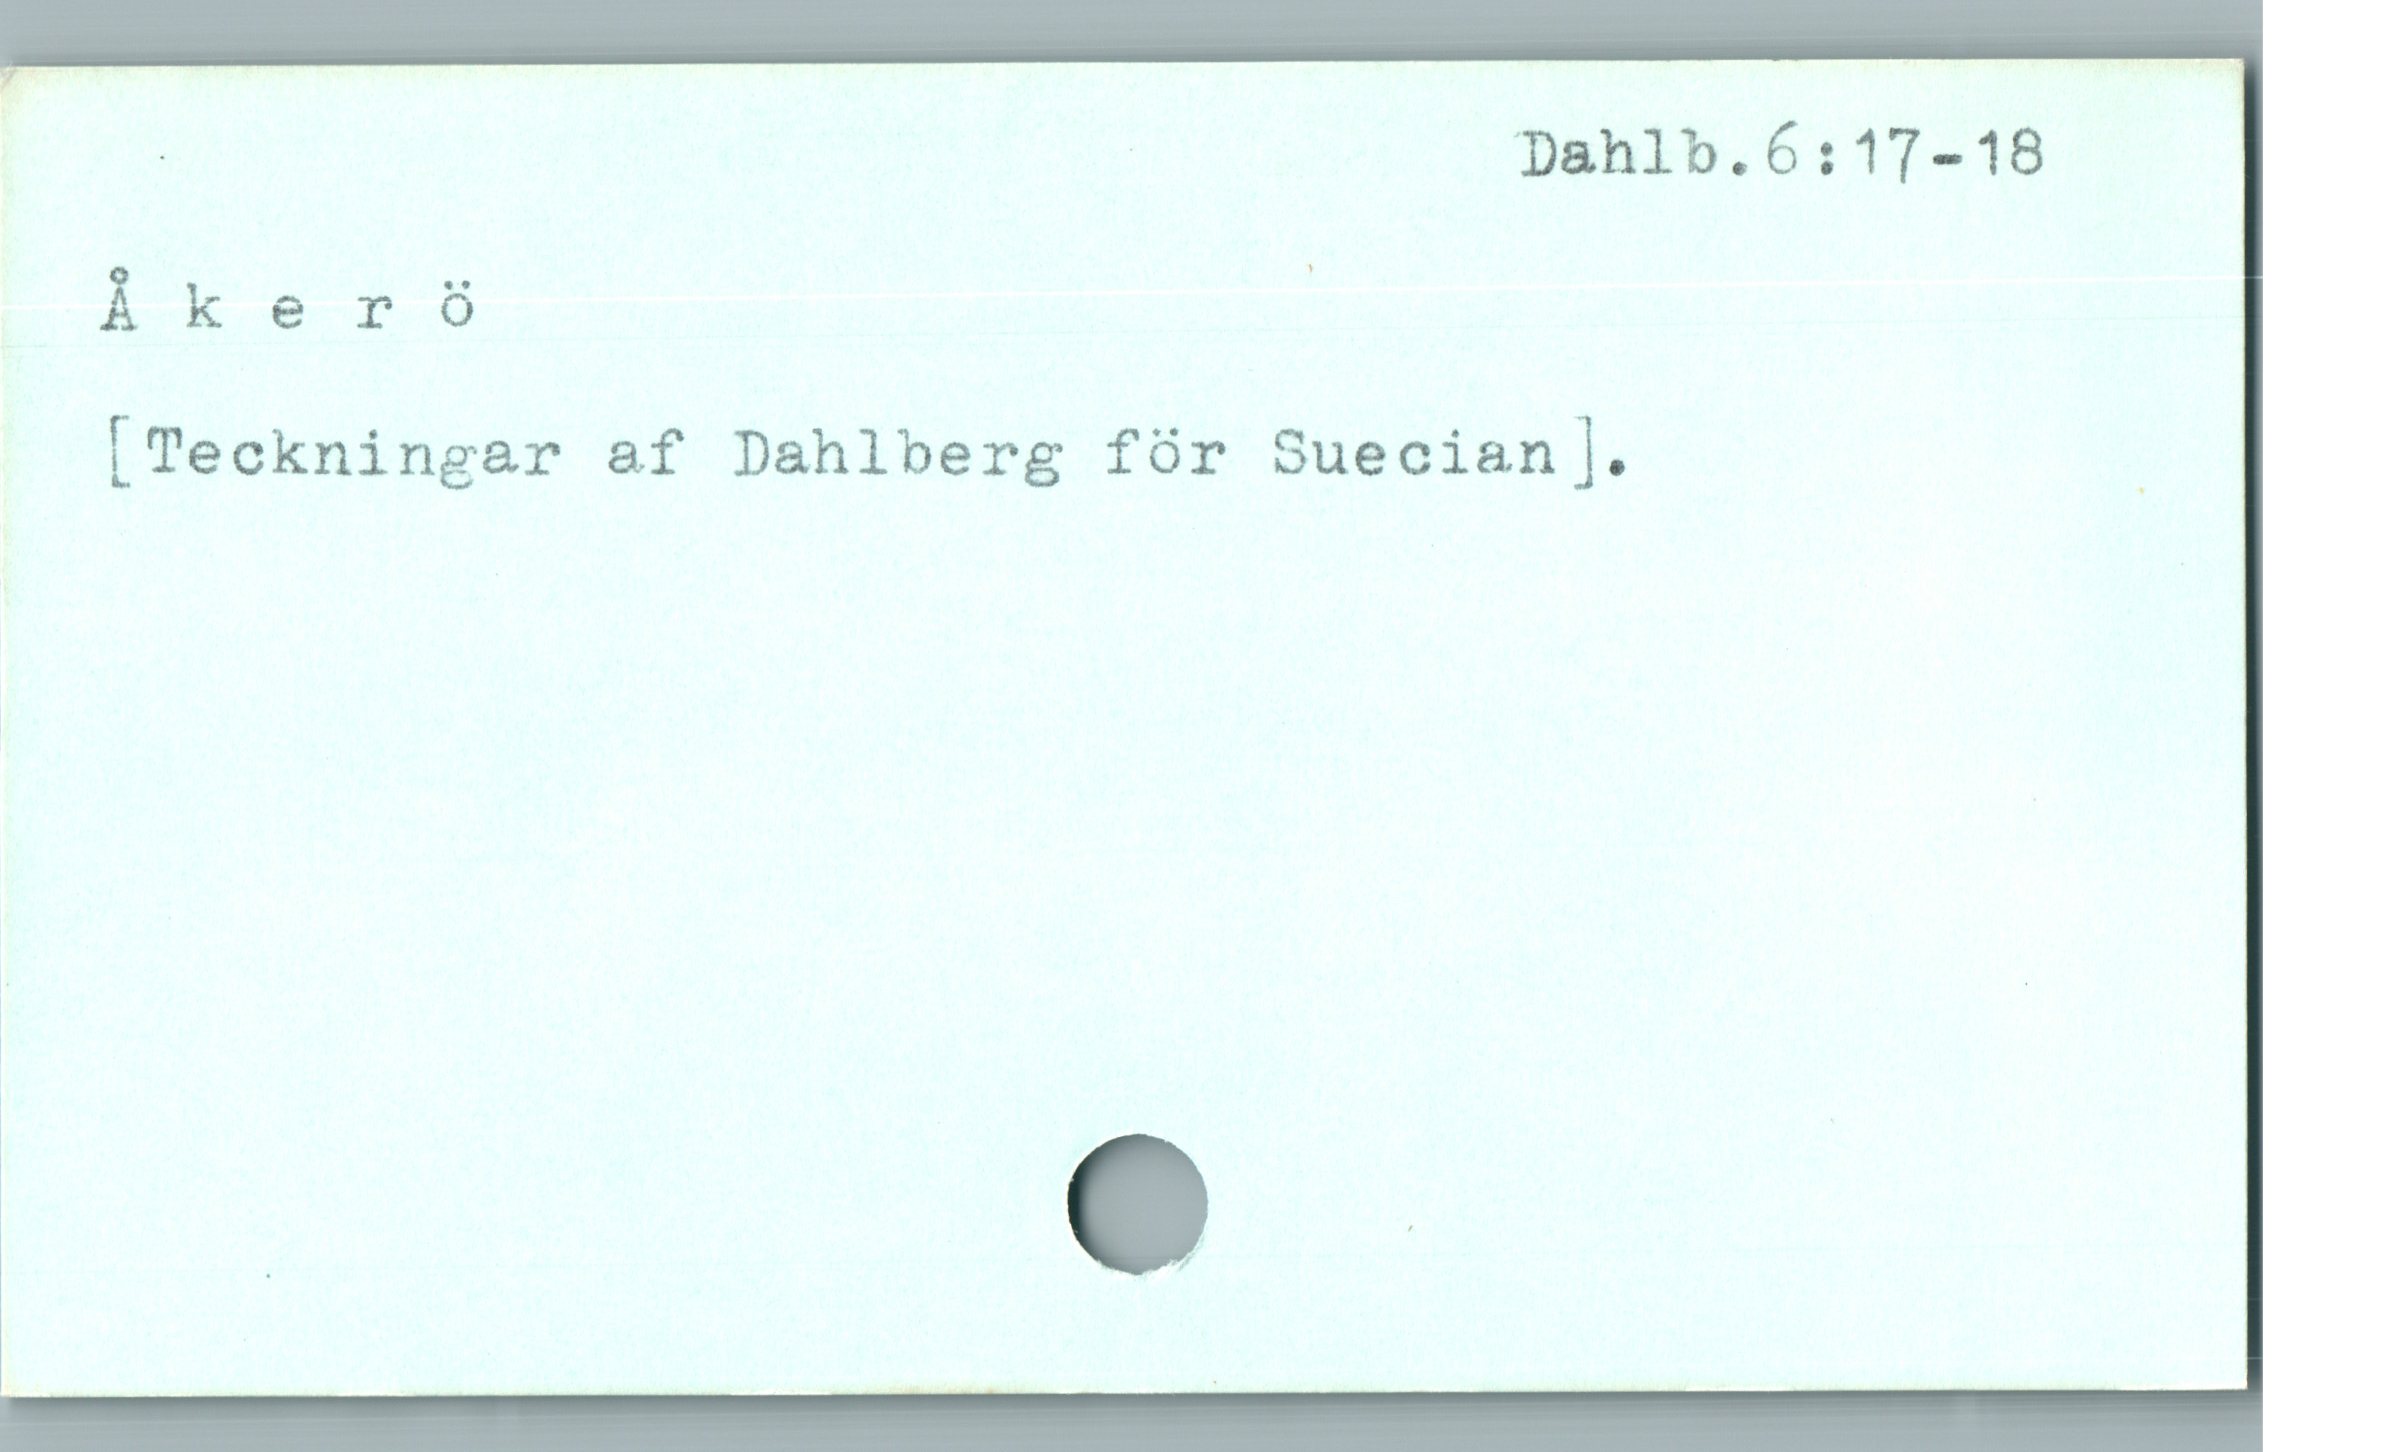 Dahlb.6:17-18
Å k e r ö
[Teckningar af Dahlberg för Suecian].